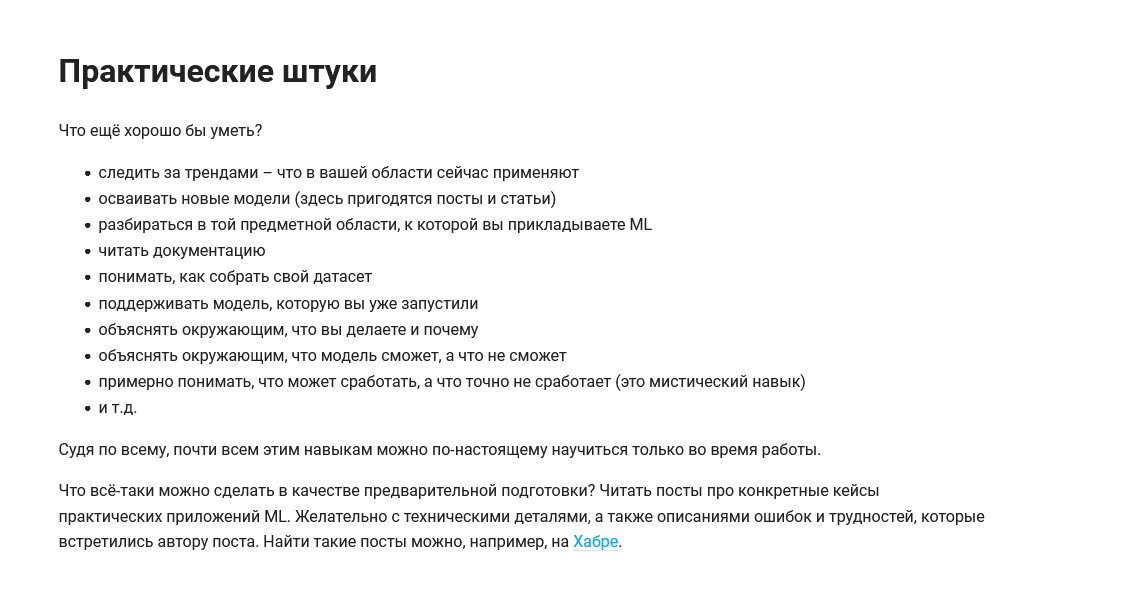 Практические штуки
Что ещё хорошо бы уметь?
• следить за трендами – что в вашей области сейчас применяют
• осваивать новые модели (здесь пригодятся посты и статьи)
• разбираться в той предметной области, к которой вы прикладываете ML
• читать документацию
• понимать, как собрать свой датасет
• поддерживать модель, которую вы уже запустили
• объяснять окружающим, что вы делаете и почему
• объяснять окружающим, что модель сможет, а что не сможет
• примерно понимать, что может сработать, а что точно не сработает (это мистический навык)
• и т.д.
Судя по всему, почти всем этим навыкам можно по-настоящему научиться только во время работы.
Что всё-таки можно сделать в качестве предварительной подготовки? Читать посты про конкретные кейсы
практических приложений ML. Желательно с техническими деталями, а также описаниями ошибок и трудностей, которые
встретились автору поста. Найти такие посты можно, например, на Хабре.